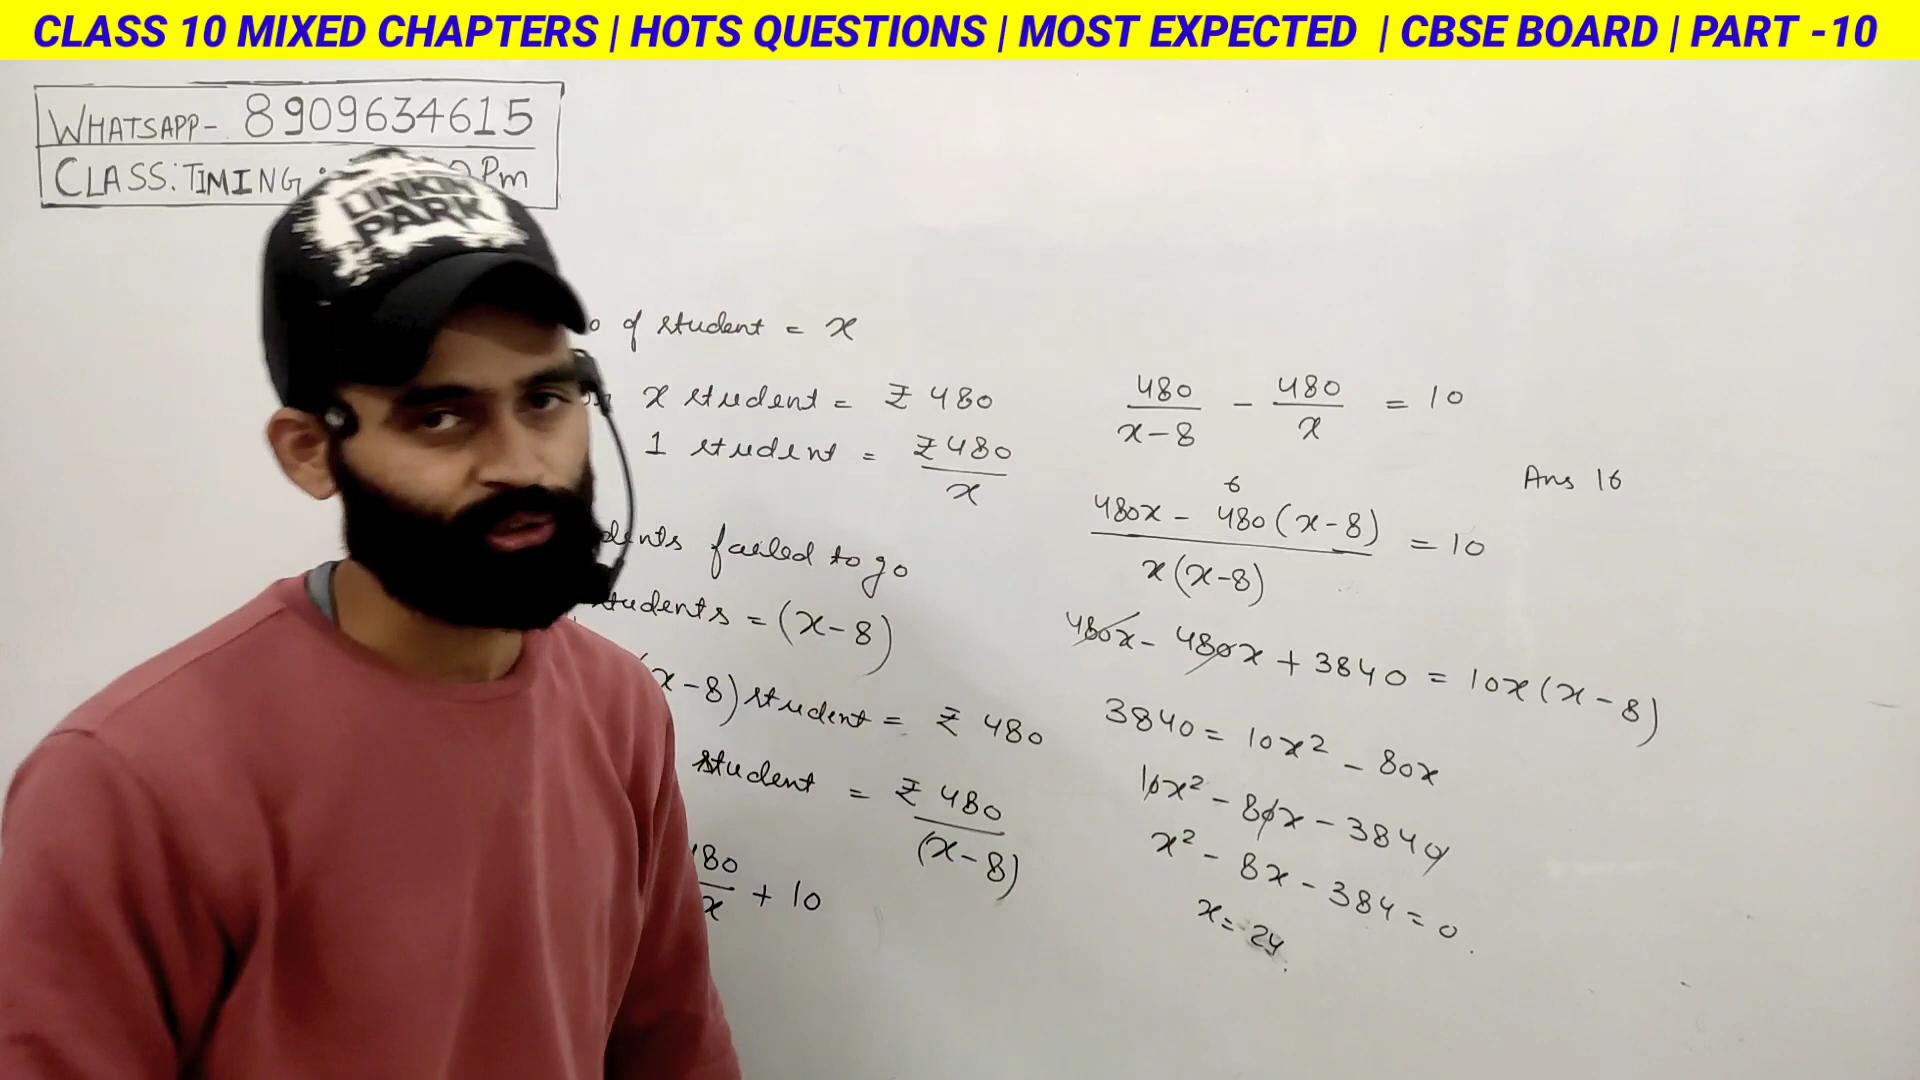 CLASS 10 MIXED CHAPTERS | HOTS QUESTIONS | MOST EXPECTED | CBSE BOARD | PART -10
WHATSAPP- 8909634615
CLASS:TIMING : Pm
LINKIN
PARK
of student = x
x student = ₹ 480
1 student = ₹480/x
failed to go
students = (x-8)
(x-8) student = ₹ 480
student = ₹ 480/(x-8)
480/x + 10
480/(x-8) - 480/x = 10
Ans 16
6
(480x - 480(x-8))/(x(x-8)) = 10
480x - 480x + 3840 = 10x(x-8)
3840 = 10x² - 80x
10x² - 80x - 3840
x² - 8x - 384 = 0.
x = 24.